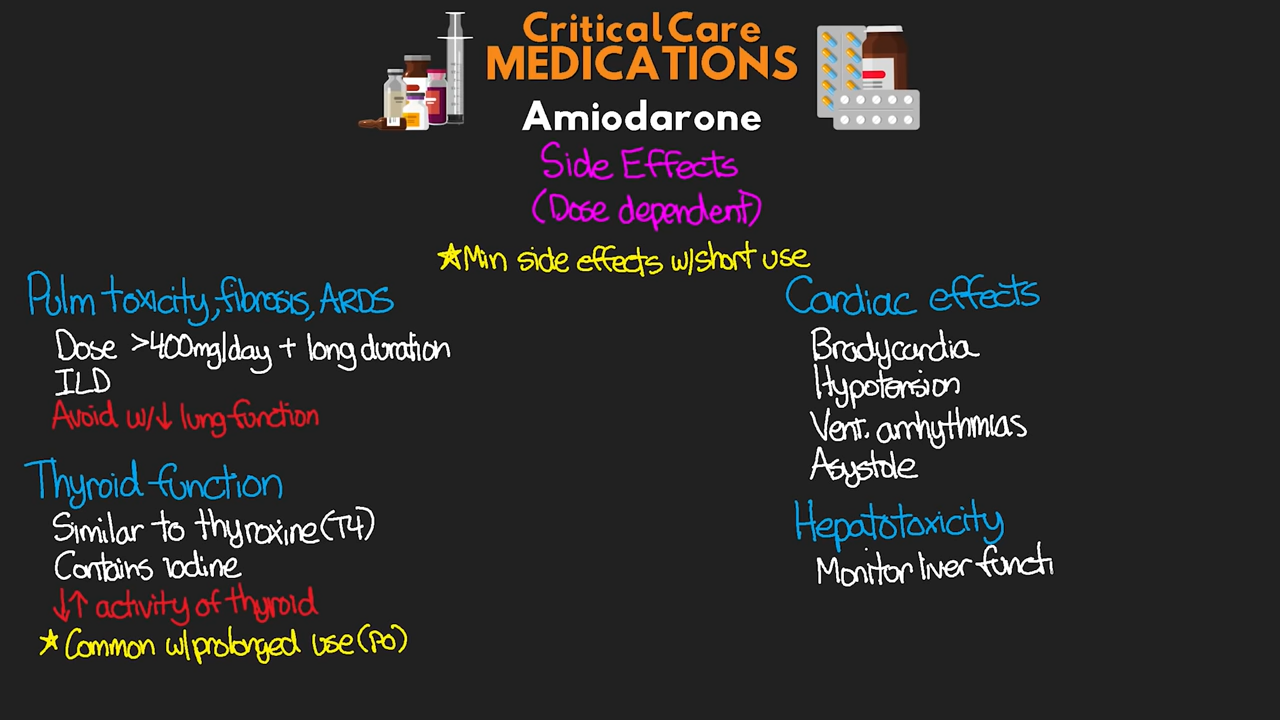 Critical Care
MEDICATIONS
Amiodarone
Side Effects
(Dose dependent)
★Min side effects w/short use
Pulm toxicity, fibrosis, ARDS
Dose >400mg/day + long duration
ILD
Avoid w/↓ lung function
Thyroid function
Similar to thyroxine (T4)
Contains iodine
↓↑ activity of thyroid
★Common w/prolonged use (PO)
Cardiac effects
Bradycardia
Hypotension
Vent. arrhythmias
Asystole
Hepatotoxicity
Monitor liver functi